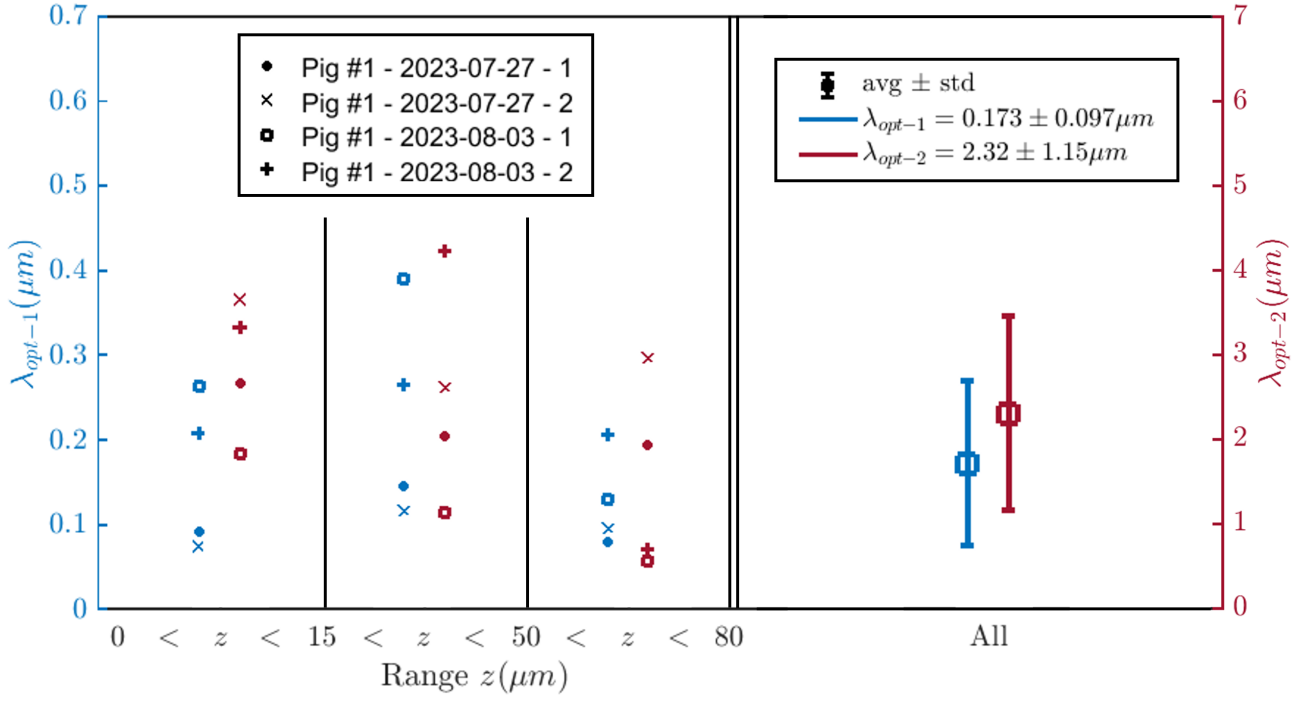 0.7
0.6
0.5
0.4
0.3
0.2
0.1
0
λopt−1(μm)
Pig #1 - 2023-07-27 - 1
Pig #1 - 2023-07-27 - 2
Pig #1 - 2023-08-03 - 1
Pig #1 - 2023-08-03 - 2
avg ± std
λopt−1 = 0.173 ± 0.097μm
λopt−2 = 2.32 ± 1.15μm
7
6
5
4
3
2
1
0
λopt−2(μm)
0 < z < 15 < z < 50 < z < 80 All
Range z(μm)